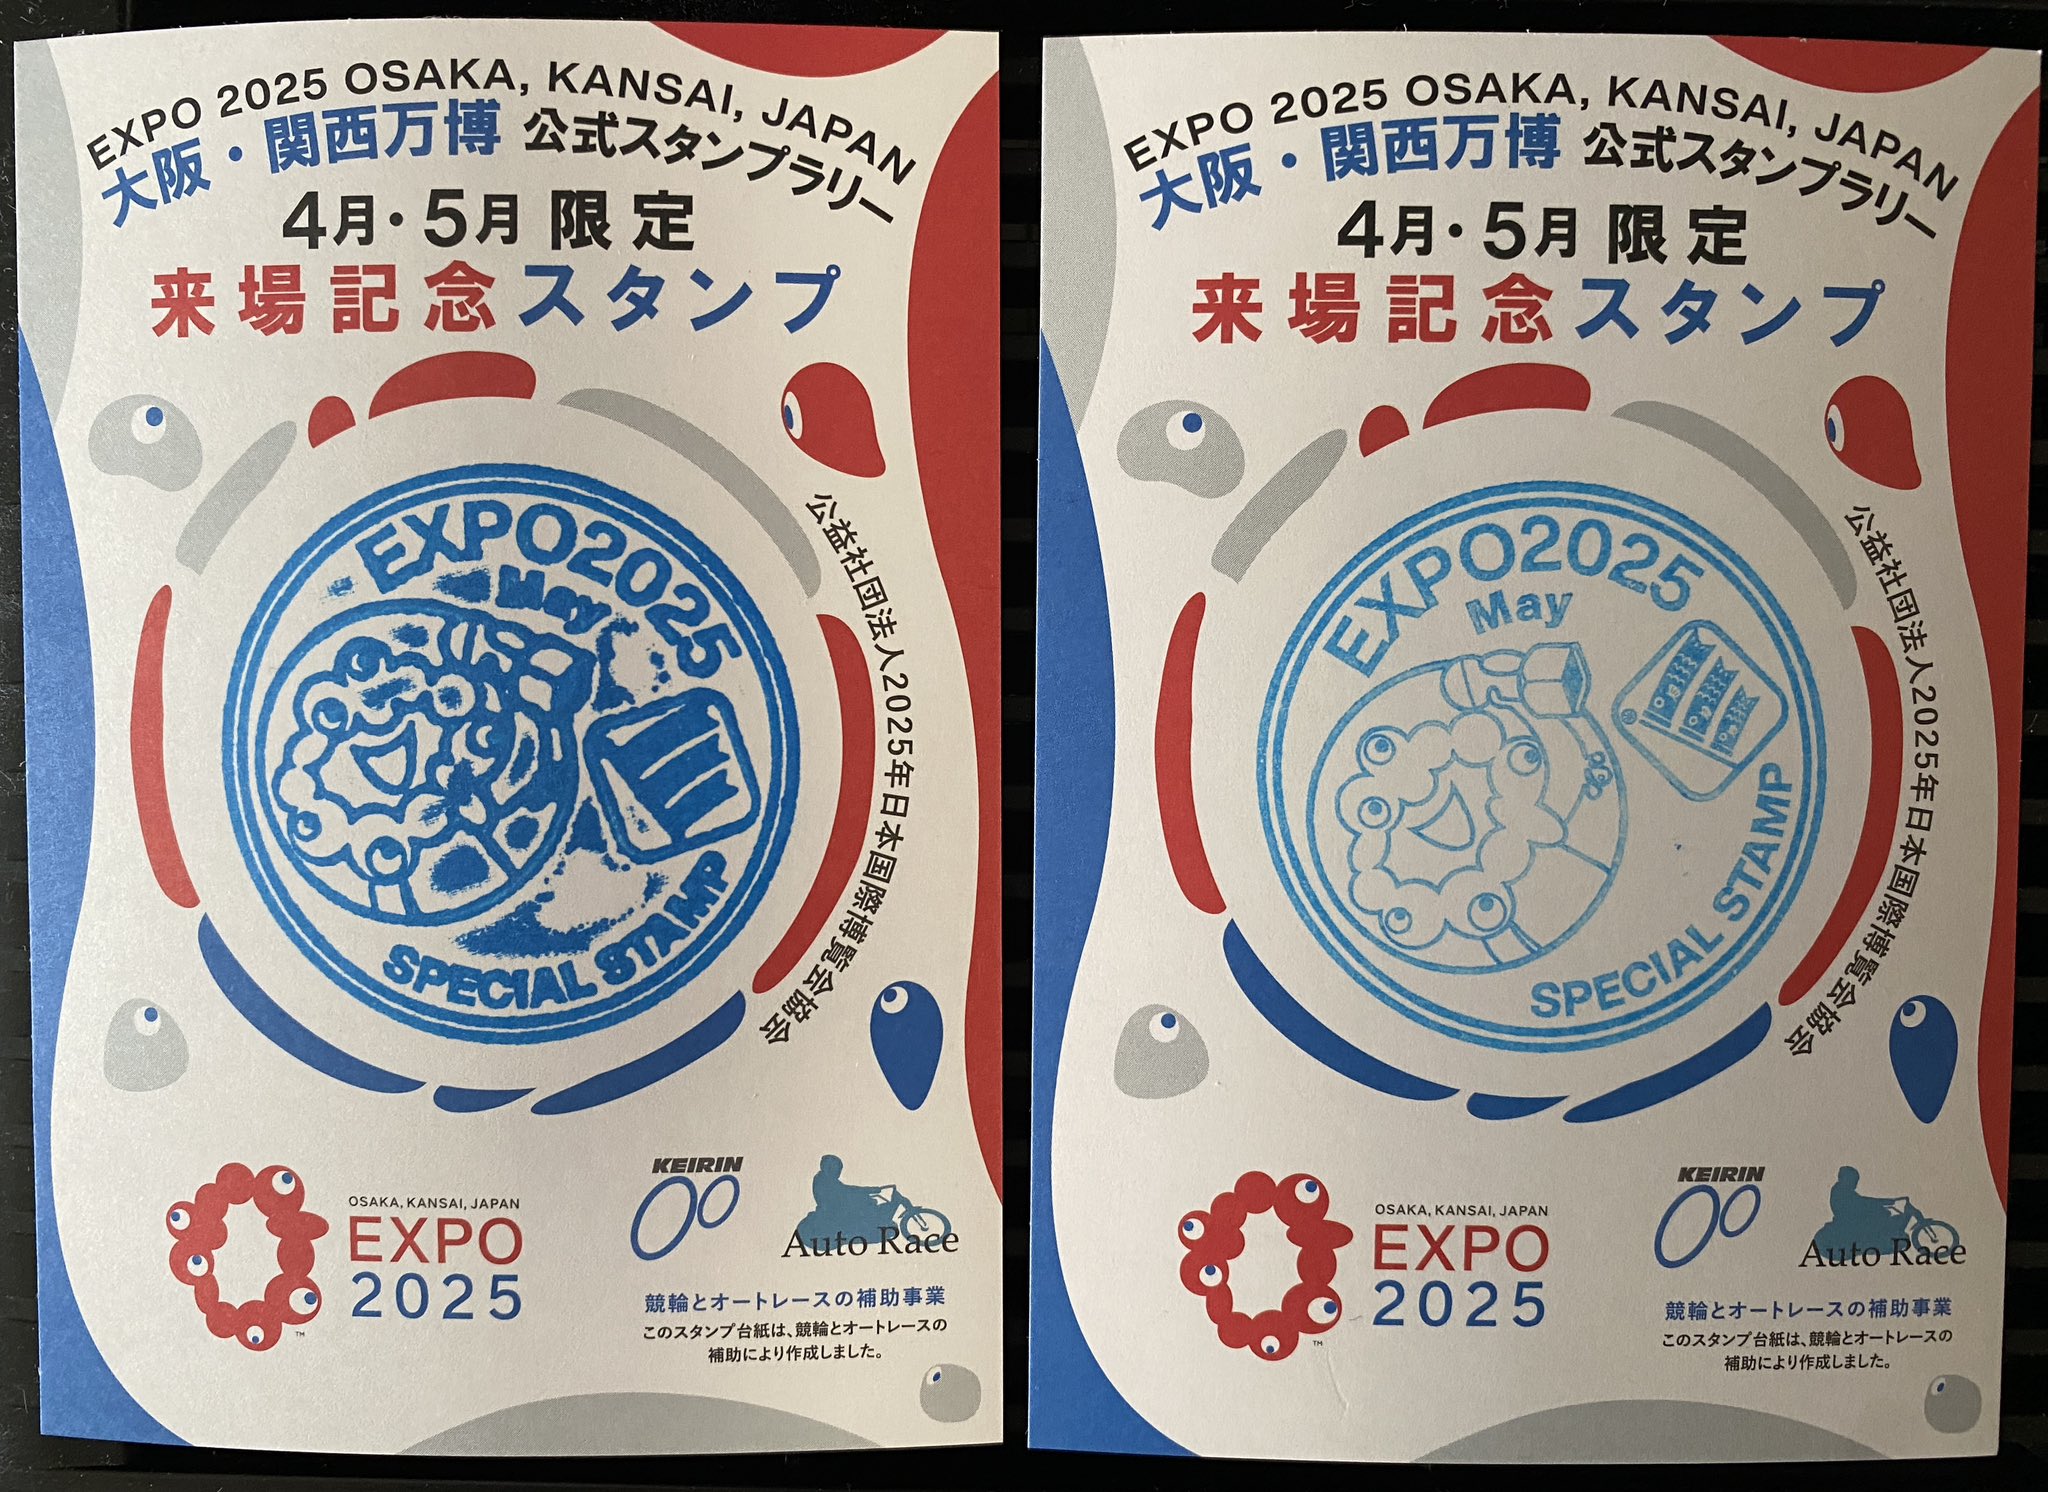 EXPO 2025 OSAKA, KANSAI, JAPAN
大阪・関西万博 公式スタンプラリー
4月・5月 限定
来場記念スタンプ
EXPO2025
May
SPECIAL STAMP
公益社団法人2025年日本国際博覧会協会
OSAKA, KANSAI, JAPAN
EXPO
2025
TM
KEIRIN
Auto Race
競輪とオートレースの補助事業
このスタンプ台紙は、競輪とオートレースの
補助により作成しました。
EXPO 2025 OSAKA, KANSAI, JAPAN
大阪・関西万博 公式スタンプラリー
4月・5月 限定
来場記念スタンプ
EXPO2025
May
SPECIAL STAMP
公益社団法人2025年日本国際博覧会協会
OSAKA, KANSAI, JAPAN
EXPO
2025
TM
KEIRIN
Auto Race
競輪とオートレースの補助事業
このスタンプ台紙は、競輪とオートレースの
補助により作成しました。